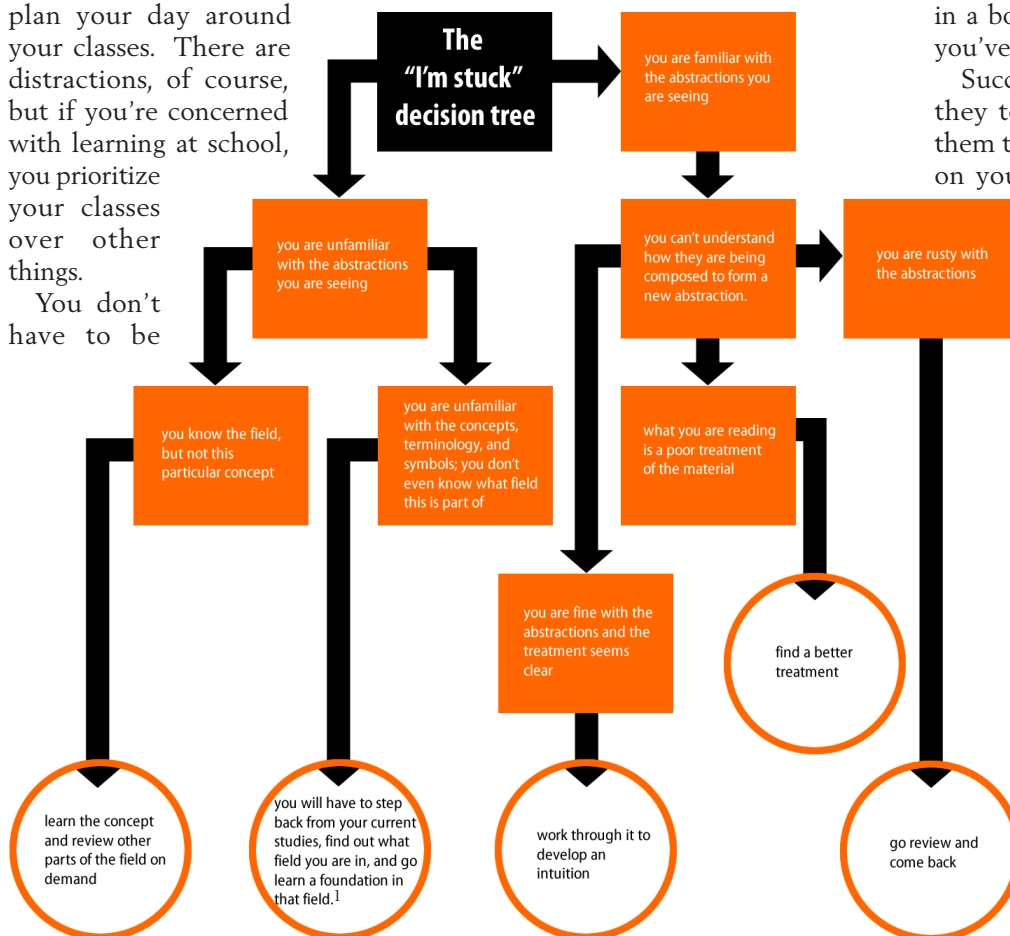 plan your day around
your classes. There are
distractions, of course,
but if you're concerned
with learning at school,
you prioritize
your classes
over other
things.
You don't
have to be
The
"I'm stuck"
decision tree
you are familiar with
the abstractions you
are seeing
in a bo
you've
Succ
they to
them t
on you
you are unfamiliar
with the abstractions
you are seeing
you can't understand
how they are being
composed to form a
new abstraction.
you are rusty with
the abstractions
you know the field,
but not this
particular concept
you are unfamiliar
with the concepts,
terminology, and
symbols; you don't
even know what field
this is part of
what you are reading
is a poor treatment
of the material
you are fine with the
abstractions and the
treatment seems
clear
find a better
treatment
learn the concept
and review other
parts of the field on
demand
you will have to step
back from your current
studies, find out what
field you are in, and go
learn a foundation in
that field.1
work through it to
develop an
intuition
go review and
come back